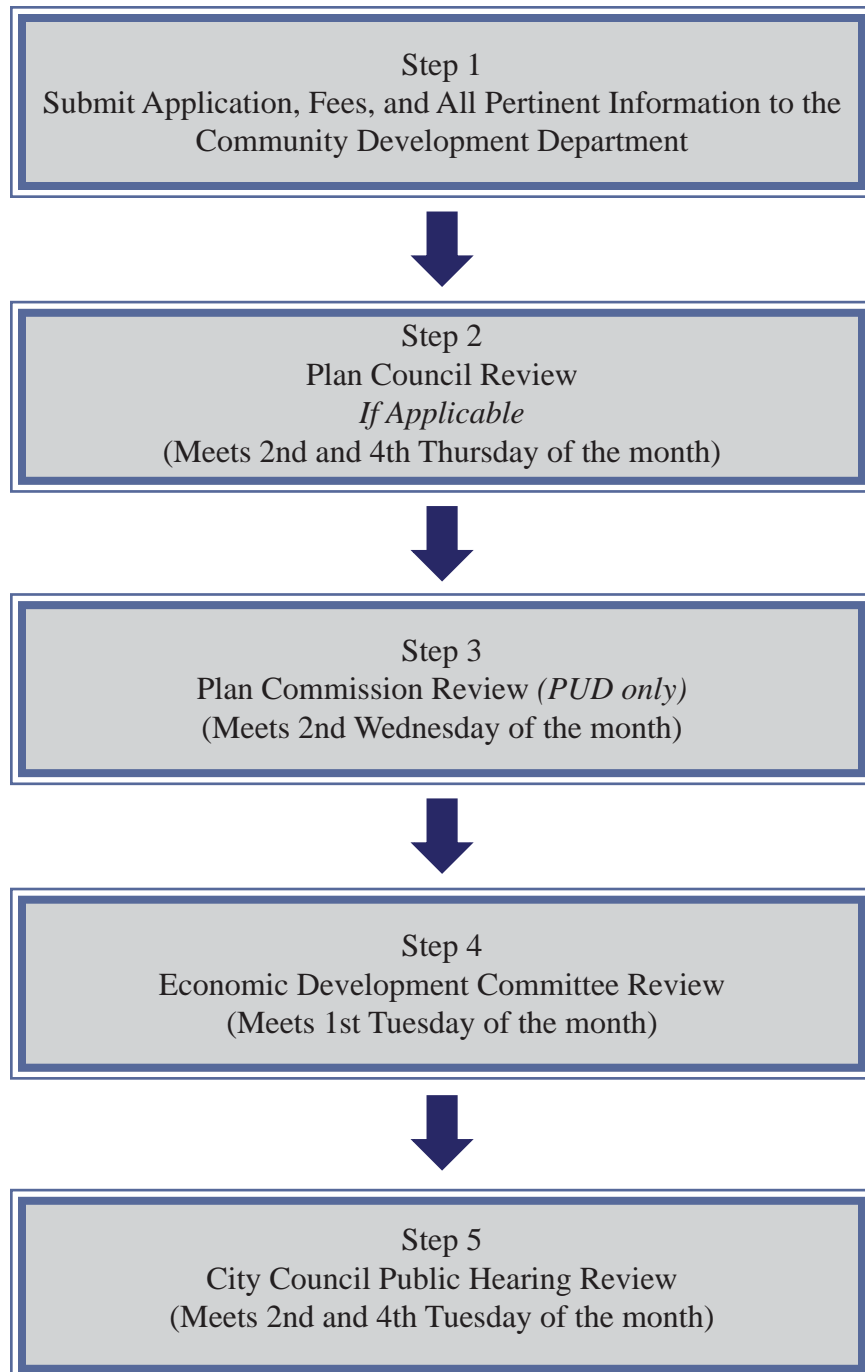 Step 1
Submit Application, Fees, and All Pertinent Information to the
Community Development Department
Step 2
Plan Council Review
If Applicable
(Meets 2nd and 4th Thursday of the month)
Step 3
Plan Commission Review (PUD only)
(Meets 2nd Wednesday of the month)
Step 4
Economic Development Committee Review
(Meets 1st Tuesday of the month)
Step 5
City Council Public Hearing Review
(Meets 2nd and 4th Tuesday of the month)